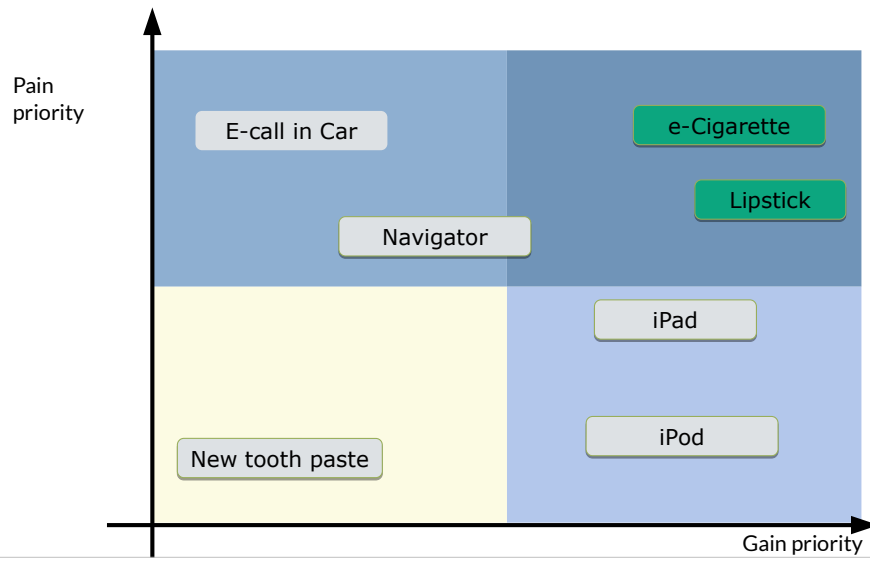 Pain
priority
E-call in Car
e-Cigarette
Lipstick
Navigator
iPad
iPod
New tooth paste
Gain priority